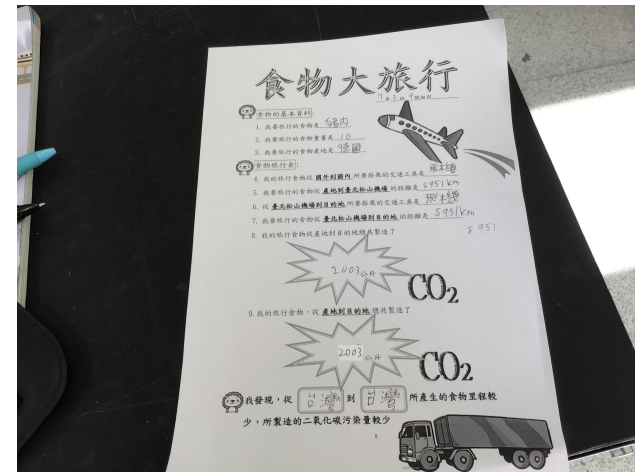 食物大旅行
7年3班9號組別
食物的基本資料:
1. 我要旅行的食物是 豬肉
2. 我要旅行的食物重量是 10
3. 我要旅行的食物產地是 德國
食物旅行去:
4. 我的旅行食物從 國外到國內 所要搭乘的交通工具是 飛機
5. 我要旅行的食物從 產地到臺北松山機場 的距離是 8951km
6. 從 臺北松山機場到目的地 所要搭乘的交通工具是 飛機
7. 我要旅行的食物從 臺北松山機場到目的地 的距離是 8951km
8. 我的旅行食物從產地到目的地總共製造了
8951
2003公斤
CO2
9. 我的旅行食物,從 產地到目的地 總共製造了
2003公斤
CO2
我發現,從 台灣 到 台灣 所產生的食物里程較
少,所製造的二氧化碳污染量較少。